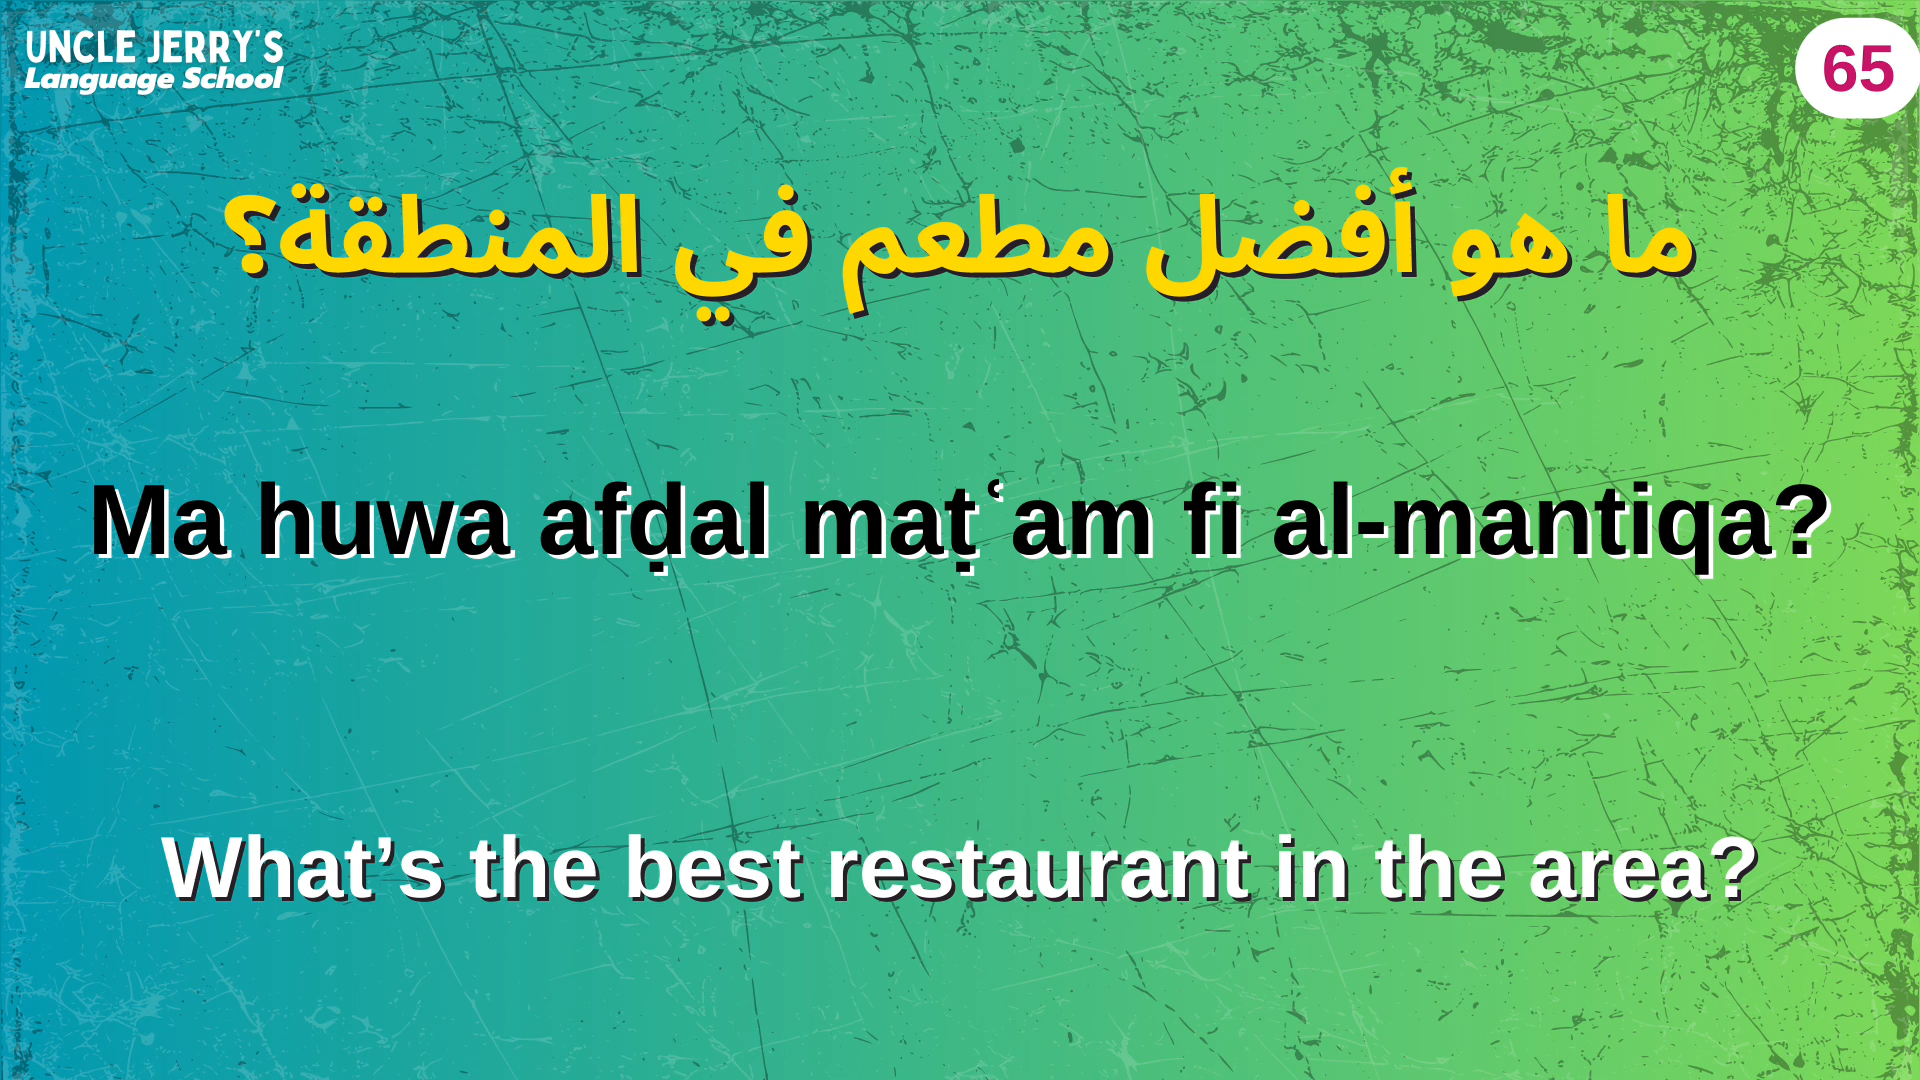 UNCLE JERRY'S
Language School
65
ما هو أفضل مطعم في المنطقة؟
Ma huwa afḍal maṭʿam fi al-mantiqa?
What’s the best restaurant in the area?